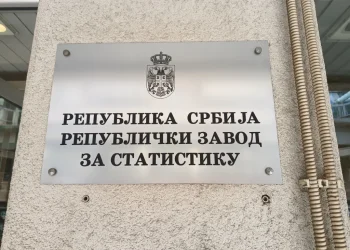 РЕПУБЛИКА СРБИЈА
РЕПУБЛИЧКИ ЗАВОД
ЗА СТАТИСТИКУ